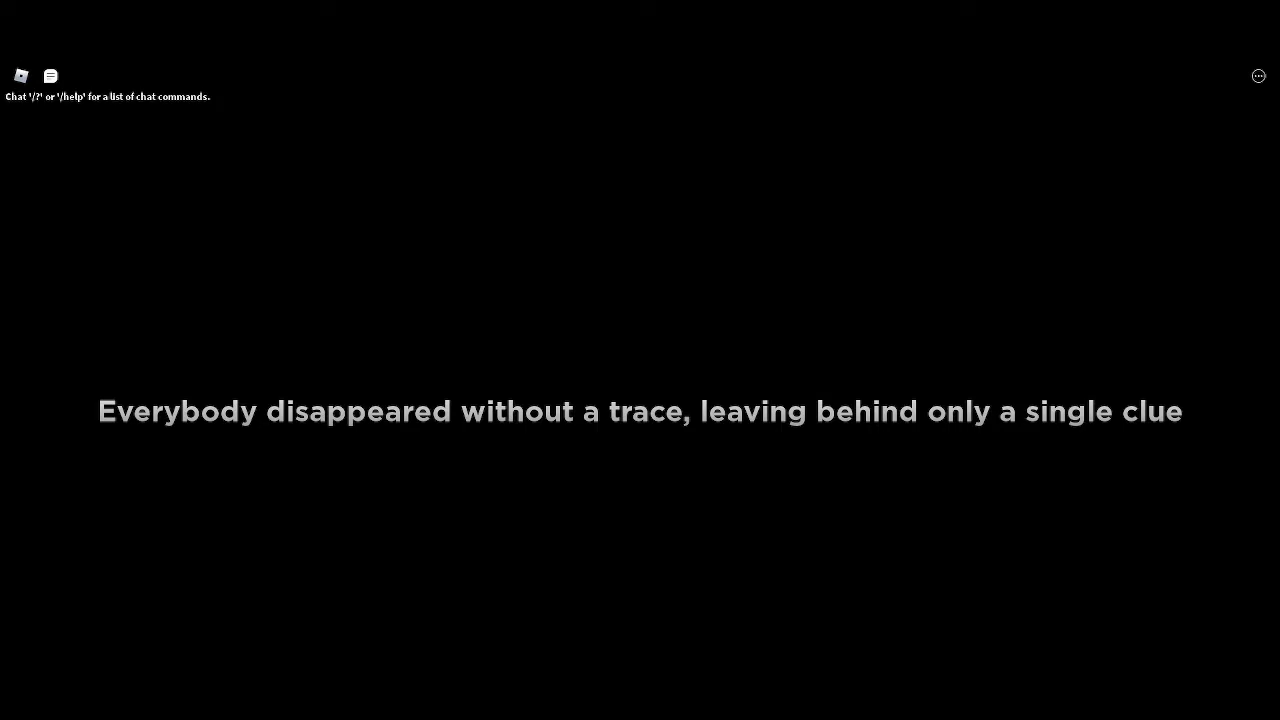 Chat '/?' or '/help' for a list of chat commands.
Everybody disappeared without a trace, leaving behind only a single clue